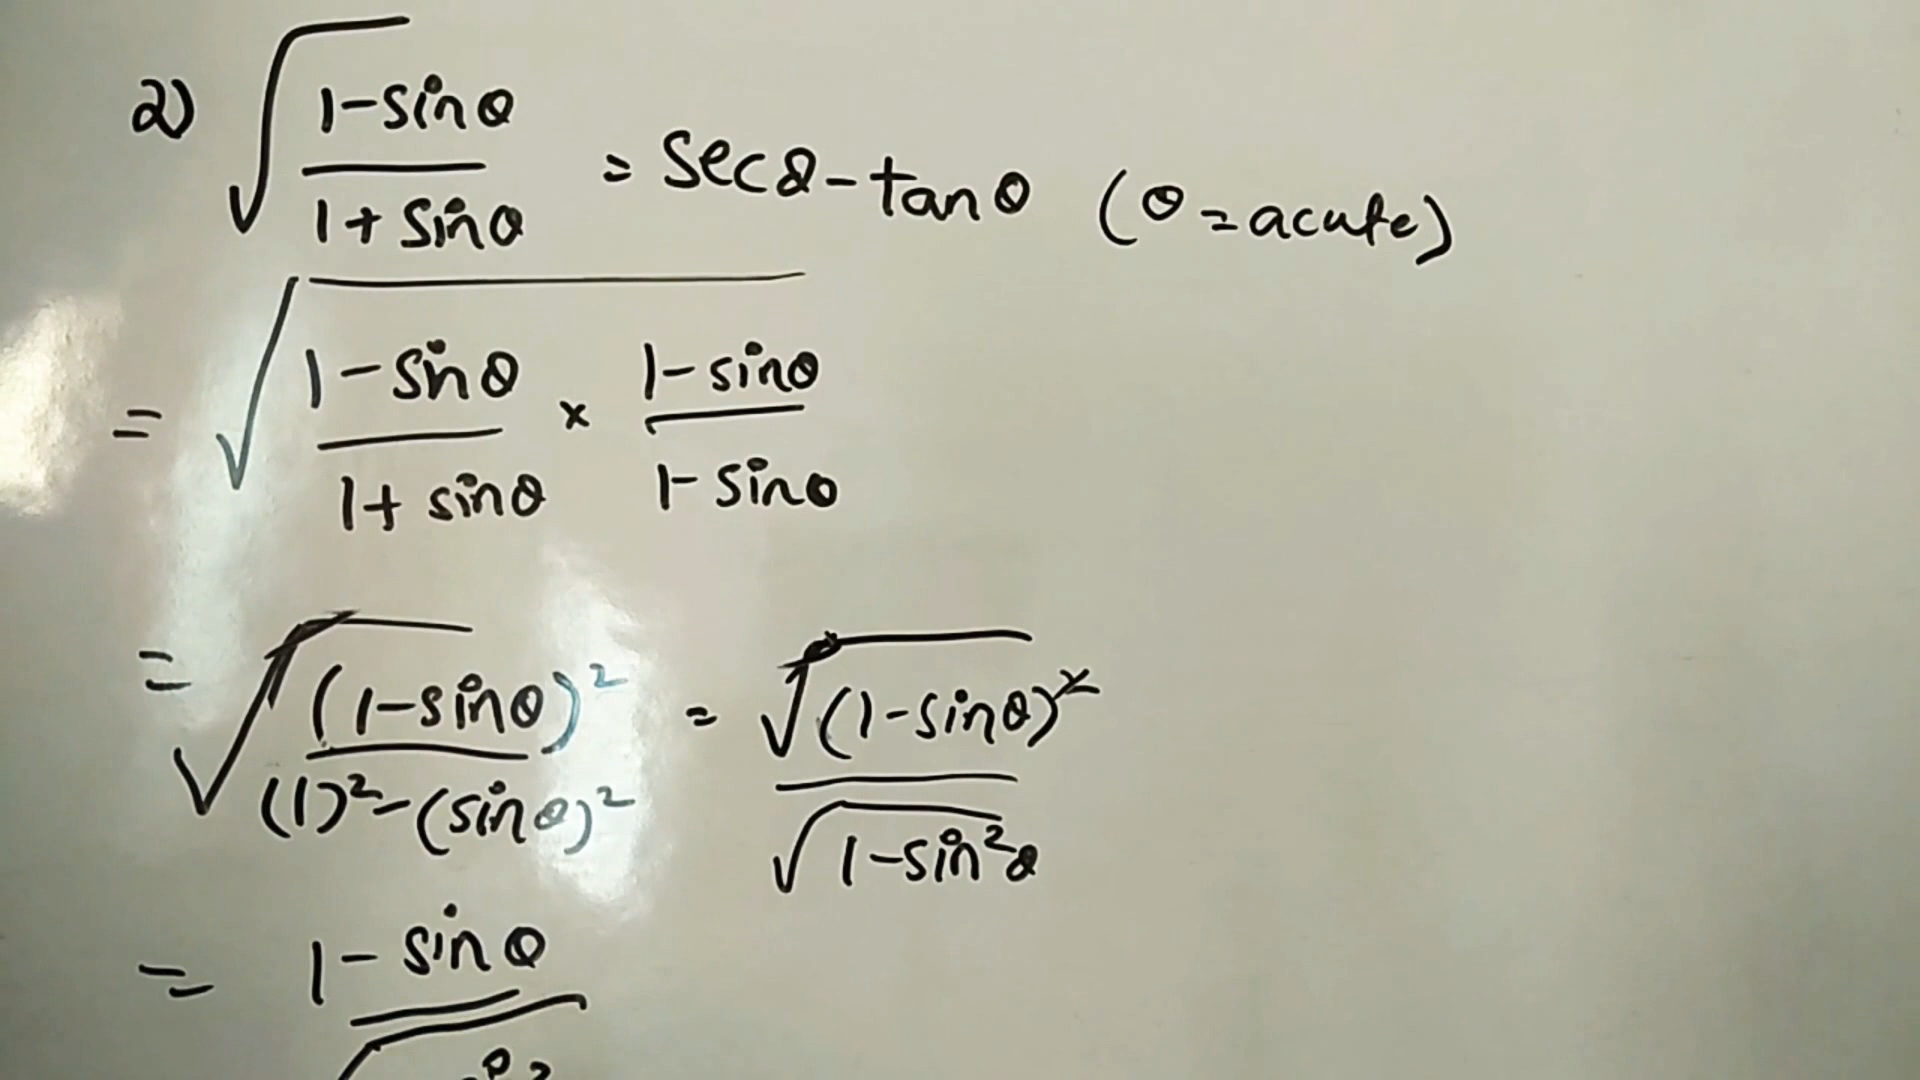 2) √((1-sinθ)/(1+sinθ)) = secθ-tanθ (θ=acute)
= √((1-sinθ)/(1+sinθ) × (1-sinθ)/(1-sinθ))
= √((1-sinθ)²/((1)²-(sinθ)²)) = √(1-sinθ)²/√(1-sin²θ)
= 1-sinθ